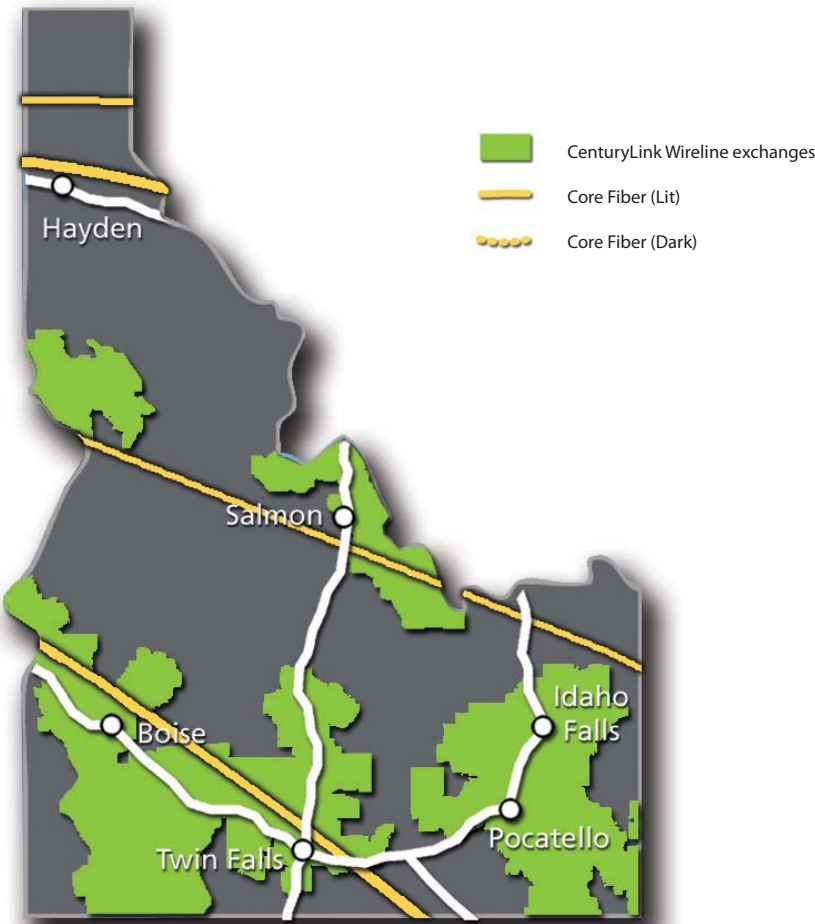 CenturyLink Wireline exchanges
Core Fiber (Lit)
Core Fiber (Dark)
Hayden
Salmon
Idaho
Falls
Boise
Pocatello
Twin Falls